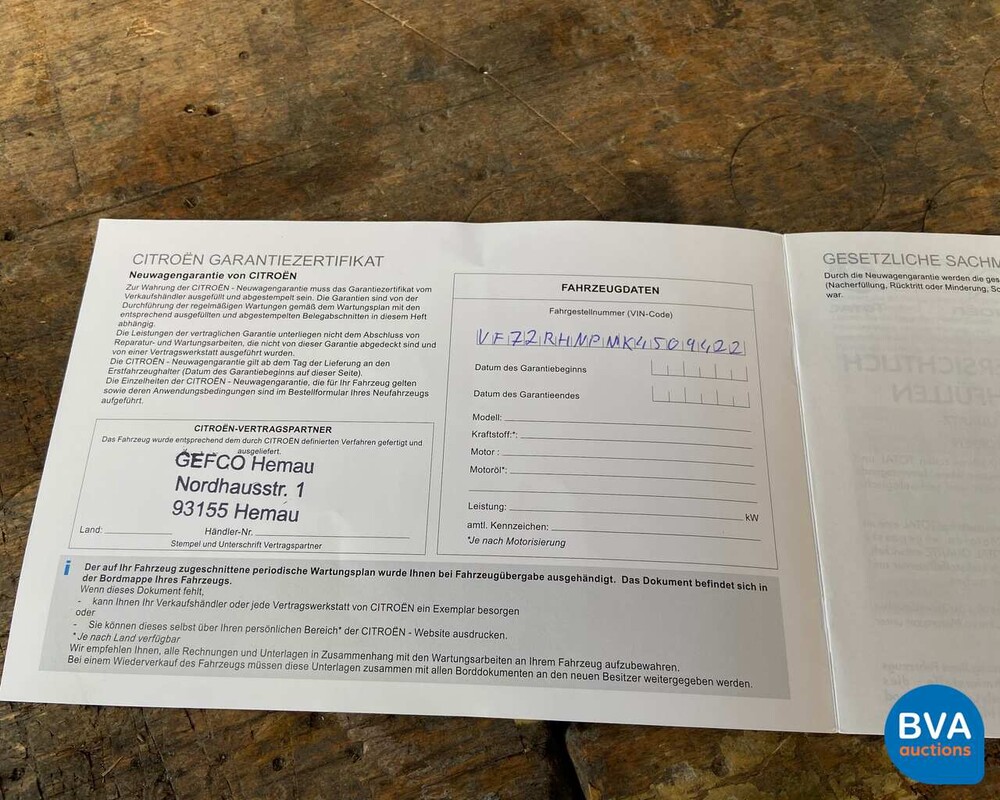 CITROËN GARANTIEZERTIFIKAT
Neuwagengarantie von CITROËN
Zur Wahrung der CITROËN - Neuwagengarantie muss das Garantiezertifikat vom
Verkaufshändler ausgefüllt und abgestempelt sein. Die Garantien sind von der
Durchführung der regelmäßigen Wartungen gemäß dem Wartungsplan mit den
entsprechend ausgefüllten und abgestempelten Belegabschnitten in diesem Heft
abhängig.
Die Leistungen der vertraglichen Garantie unterliegen nicht dem Abschluss von
Reparatur- und Wartungsarbeiten, die nicht von dieser Garantie abgedeckt sind und
von einer Vertragswerkstatt ausgeführt wurden.
Die CITROËN - Neuwagengarantie gilt ab dem Tag der Lieferung an den
Erstfahrzeughalter (Datum des Garantiebeginns auf dieser Seite).
Die Einzelheiten der CITROËN - Neuwagengarantie, die für Ihr Fahrzeug gelten
sowie deren Anwendungsbedingungen sind im Bestellformular Ihres Neufahrzeugs
aufgeführt.
CITROËN-VERTRAGSPARTNER
Das Fahrzeug wurde entsprechend dem durch CITROËN definierten Verfahren gefertigt und
ausgeliefert.
GEFCO Hemau
Nordhausstr. 1
93155 Hemau
Land:
Händler-Nr.
Stempel und Unterschrift Vertragspartner
FAHRZEUGDATEN
Fahrgestellnummer (VIN-Code)
VF72RHNPMK4509422
Datum des Garantiebeginns
Datum des Garantieendes
Modell:
Kraftstoff:*:
Motor :
Motoröl*:
Leistung: kW
amtl. Kennzeichen:
*Je nach Motorisierung
i Der auf Ihr Fahrzeug zugeschnittene periodische Wartungsplan wurde Ihnen bei Fahrzeugübergabe ausgehändigt. Das Dokument befindet sich in
der Bordmappe Ihres Fahrzeugs.
Wenn dieses Dokument fehlt,
- kann Ihnen Ihr Verkaufshändler oder jede Vertragswerkstatt von CITROËN ein Exemplar besorgen
oder
- Sie können dieses selbst über Ihren persönlichen Bereich* der CITROËN - Website ausdrucken.
* Je nach Land verfügbar
Wir empfehlen Ihnen, alle Rechnungen und Unterlagen in Zusammenhang mit den Wartungsarbeiten an Ihrem Fahrzeug aufzubewahren.
Bei einem Wiederverkauf des Fahrzeugs müssen diese Unterlagen zusammen mit allen Borddokumenten an den neuen Besitzer weitergegeben werden.
GESETZLICHE SACHM
Durch die Neuwagengarantie werden die ges
(Nacherfüllung, Rücktritt oder Minderung, Sc
war.
BVA
auctions